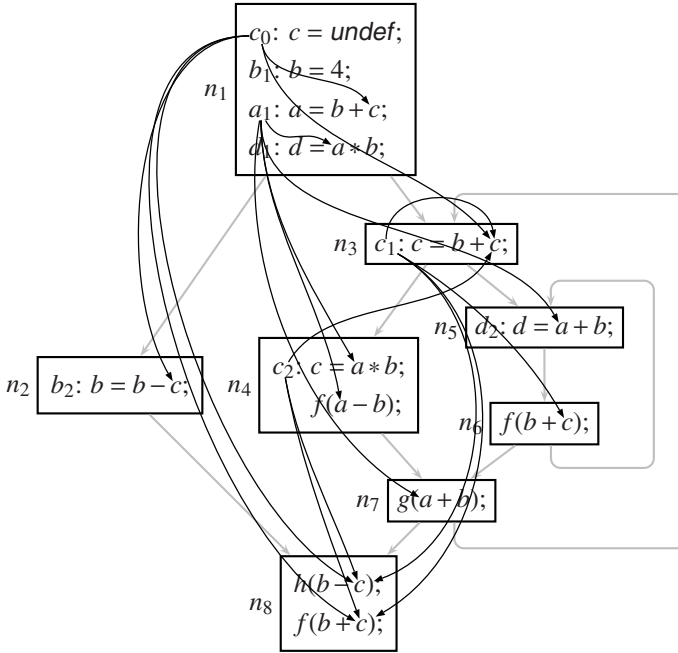 c0: c = undef;
b1: b = 4;
n1
a1: a = b + c;
d1: d = a * b;
n3
c1: c = b + c;
n5
d2: d = a + b;
n2
b2: b = b − c;
n4
c2: c = a * b;
f(a − b);
n6
f(b + c);
n7
g(a + b);
n8
h(b − c);
f(b + c);